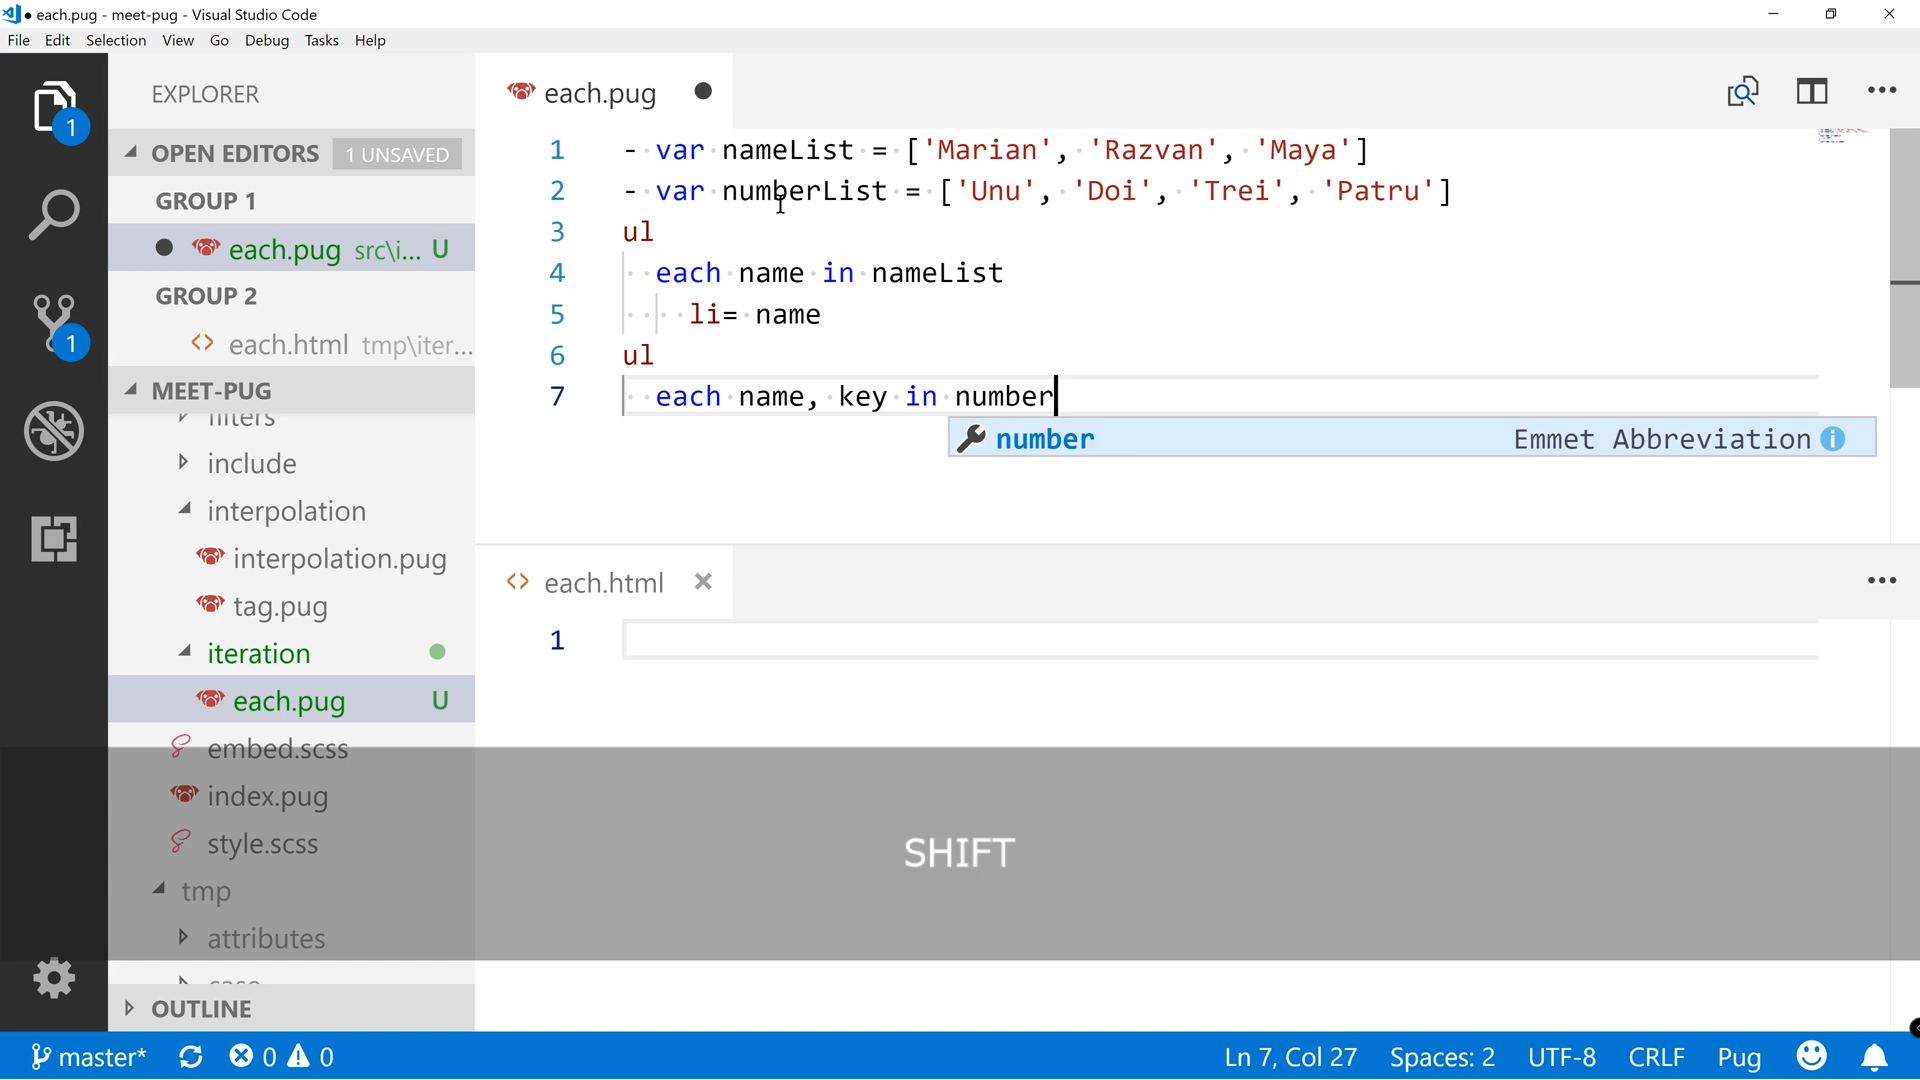 each.pug - meet-pug - Visual Studio Code
File Edit Selection View Go Debug Tasks Help
EXPLORER
OPEN EDITORS 1 UNSAVED
GROUP 1
each.pug src\i... U
GROUP 2
each.html tmp\iter...
MEET-PUG
filters
include
interpolation
interpolation.pug
tag.pug
iteration
each.pug U
embed.scss
index.pug
style.scss
tmp
attributes
case
OUTLINE
1
1
each.pug
1 - var nameList = ['Marian', 'Razvan', 'Maya']
2 - var numberList = ['Unu', 'Doi', 'Trei', 'Patru']
3 ul
4 each name in nameList
5 li= name
6 ul
7 each name, key in number
number Emmet Abbreviation
each.html
1
SHIFT
master* 0 0 Ln 7, Col 27 Spaces: 2 UTF-8 CRLF Pug